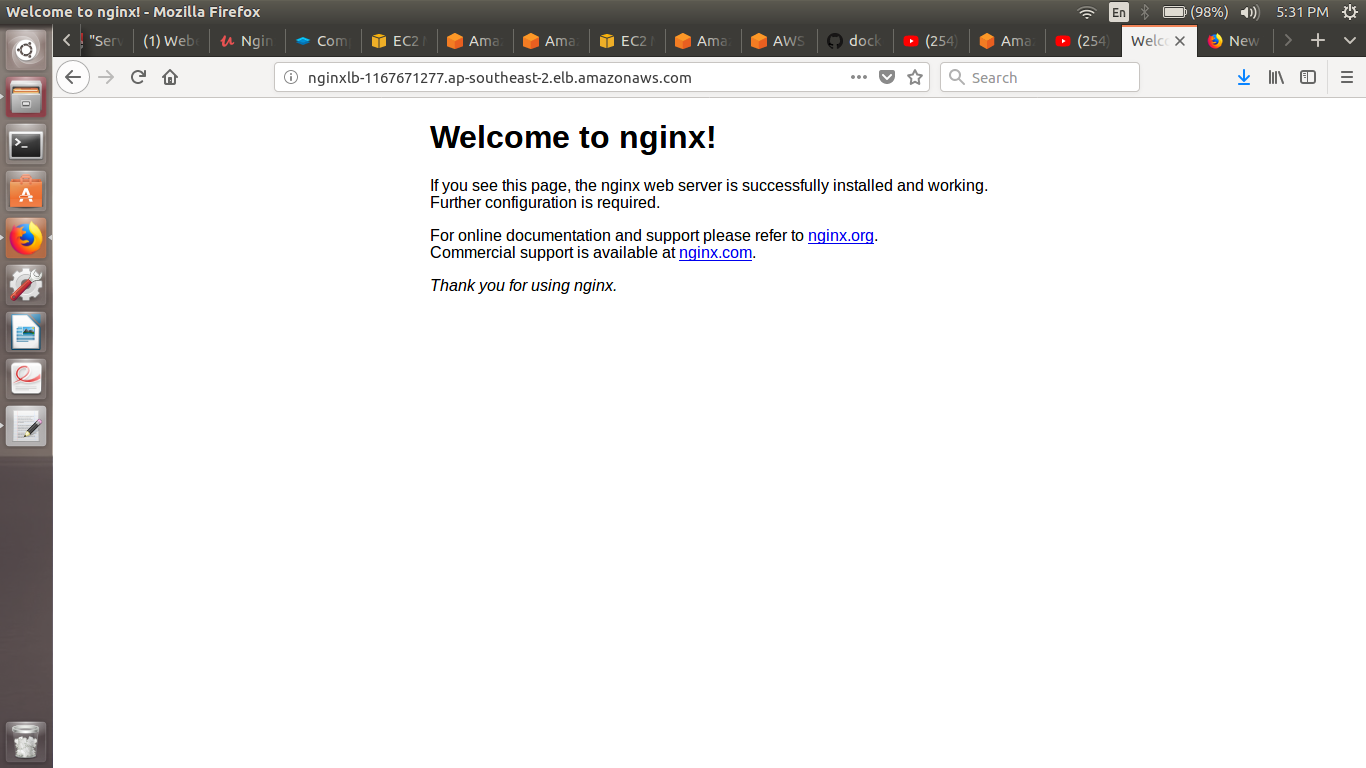 Welcome to nginx! - Mozilla Firefox
En
(98%)
5:31 PM
"Serv
(1) Web
Ngin
Com
EC2
Ama
Ama
EC2
Ama
AWS
dock
(254)
Ama
(254)
Welc
New
nginxlb-1167671277.ap-southeast-2.elb.amazonaws.com
Search
Welcome to nginx!
If you see this page, the nginx web server is successfully installed and working.
Further configuration is required.
For online documentation and support please refer to nginx.org.
Commercial support is available at nginx.com.
Thank you for using nginx.